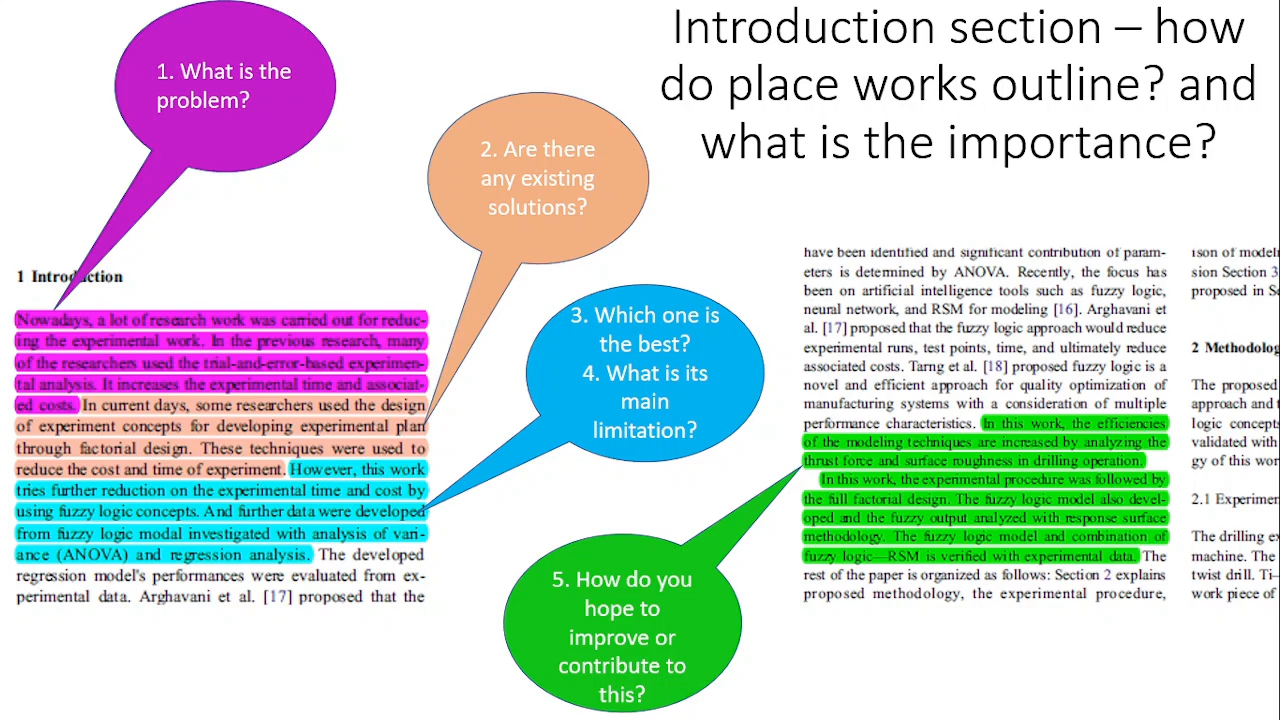 Introduction section – how
do place works outline? and
what is the importance?
1. What is the
problem?
2. Are there
any existing
solutions?
3. Which one is
the best?
4. What is its
main
limitation?
5. How do you
hope to
improve or
contribute to
this?
1 Introduction
Nowadays, a lot of research work was carried out for reduc-
ing the experimental work. In the previous research, many
of the researchers used the trial-and-error-based experimen-
tal analysis. It increases the experimental time and associat-
ed costs. In current days, some researchers used the design
of experiment concepts for developing experimental plan
through factorial design. These techniques were used to
reduce the cost and time of experiment. However, this work
tries further reduction on the experimental time and cost by
using fuzzy logic concepts. And further data were developed
from fuzzy logic modal investigated with analysis of vari-
ance (ANOVA) and regression analysis. The developed
regression model's performances were evaluated from ex-
perimental data. Arghavani et al. [17] proposed that the
have been identified and significant contribution of param-
eters is determined by ANOVA. Recently, the focus has
been on artificial intelligence tools such as fuzzy logic,
neural network, and RSM for modeling [16]. Arghavani et
al. [17] proposed that the fuzzy logic approach would reduce
experimental runs, test points, time, and ultimately reduce
associated costs. Tarng et al. [18] proposed fuzzy logic is a
novel and efficient approach for quality optimization of
manufacturing systems with a consideration of multiple
performance characteristics. In this work, the efficiencies
of the modeling techniques are increased by analyzing the
thrust force and surface roughness in drilling operation.
In this work, the experimental procedure was followed by
the full factorial design. The fuzzy logic model also devel-
oped and the fuzzy output analyzed with response surface
methodology. The fuzzy logic model and combination of
fuzzy logic—RSM is verified with experimental data. The
rest of the paper is organized as follows: Section 2 explains
proposed methodology, the experimental procedure,
ison of model
sion Section 3
proposed in Se
2 Methodolog
The proposed
approach and t
logic concept
validated with
gy of this wor
2.1 Experimer
The drilling ex
machine. The
twist drill. Ti–
work piece of